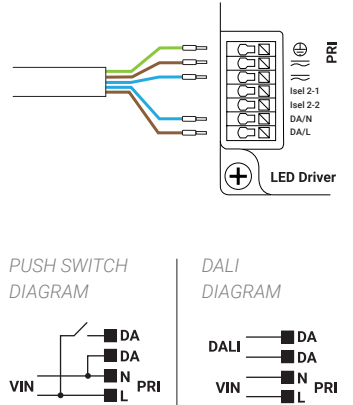 PRI
Isel 2-1
Isel 2-2
DA/N
DA/L
LED Driver
PUSH SWITCH
DIAGRAM
DA
DA
N
VIN
PRI
L
DALI
DIAGRAM
DA
DALI
DA
N
VIN
PRI
L